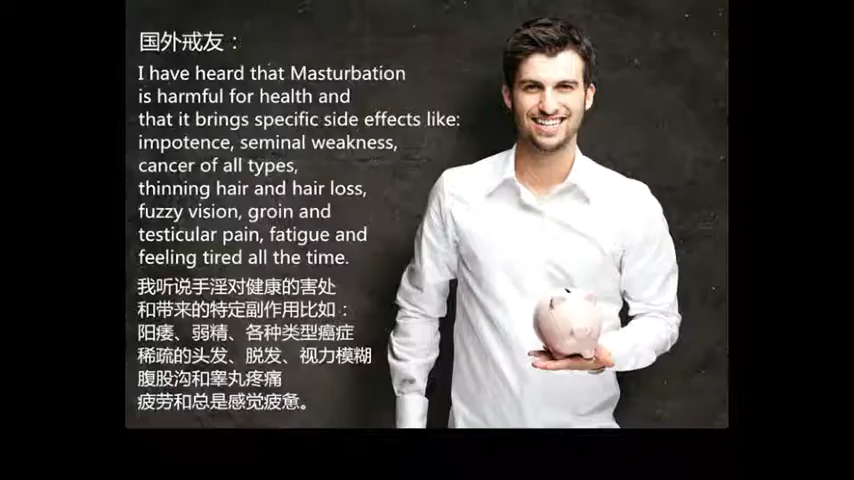 国外戒友：
I have heard that Masturbation
is harmful for health and
that it brings specific side effects like:
impotence, seminal weakness,
cancer of all types,
thinning hair and hair loss,
fuzzy vision, groin and
testicular pain, fatigue and
feeling tired all the time.
我听说手淫对健康的害处
和带来的特定副作用比如：
阳痿、弱精、各种类型癌症
稀疏的头发、脱发、视力模糊
腹股沟和睾丸疼痛
疲劳和总是感觉疲惫。